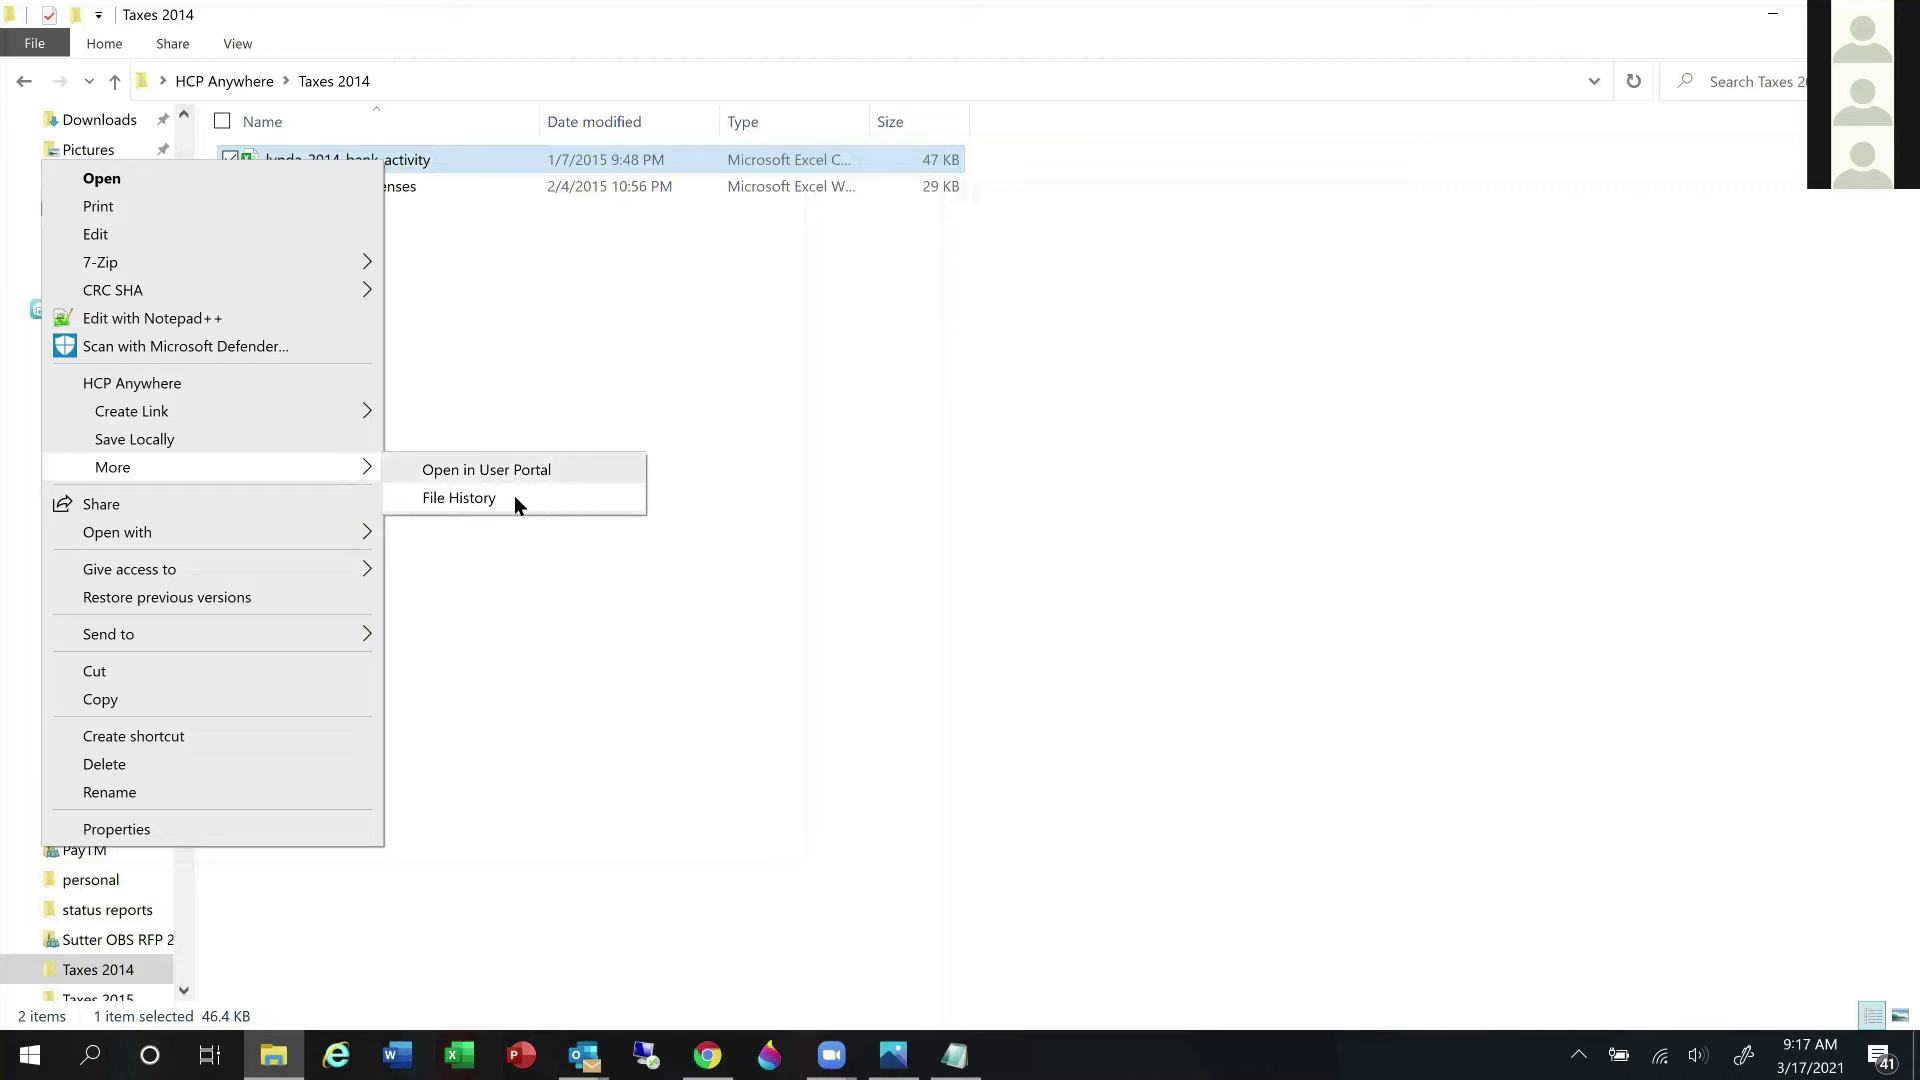 Taxes 2014
File Home Share View
HCP Anywhere Taxes 2014
Search Taxes 2
Downloads
Name Date modified Type Size
Pictures
lynda_2014_bank_activity 1/7/2015 9:48 PM Microsoft Excel C... 47 KB
enses 2/4/2015 10:56 PM Microsoft Excel W... 29 KB
Open
Print
Edit
7-Zip
CRC SHA
Edit with Notepad++
Scan with Microsoft Defender...
HCP Anywhere
Create Link
Save Locally
More
Open in User Portal
File History
Share
Open with
Give access to
Restore previous versions
Send to
Cut
Copy
Create shortcut
Delete
Rename
Properties
PayTM
personal
status reports
Sutter OBS RFP 2
Taxes 2014
Taxes 2015
2 items 1 item selected 46.4 KB
9:17 AM
3/17/2021
41